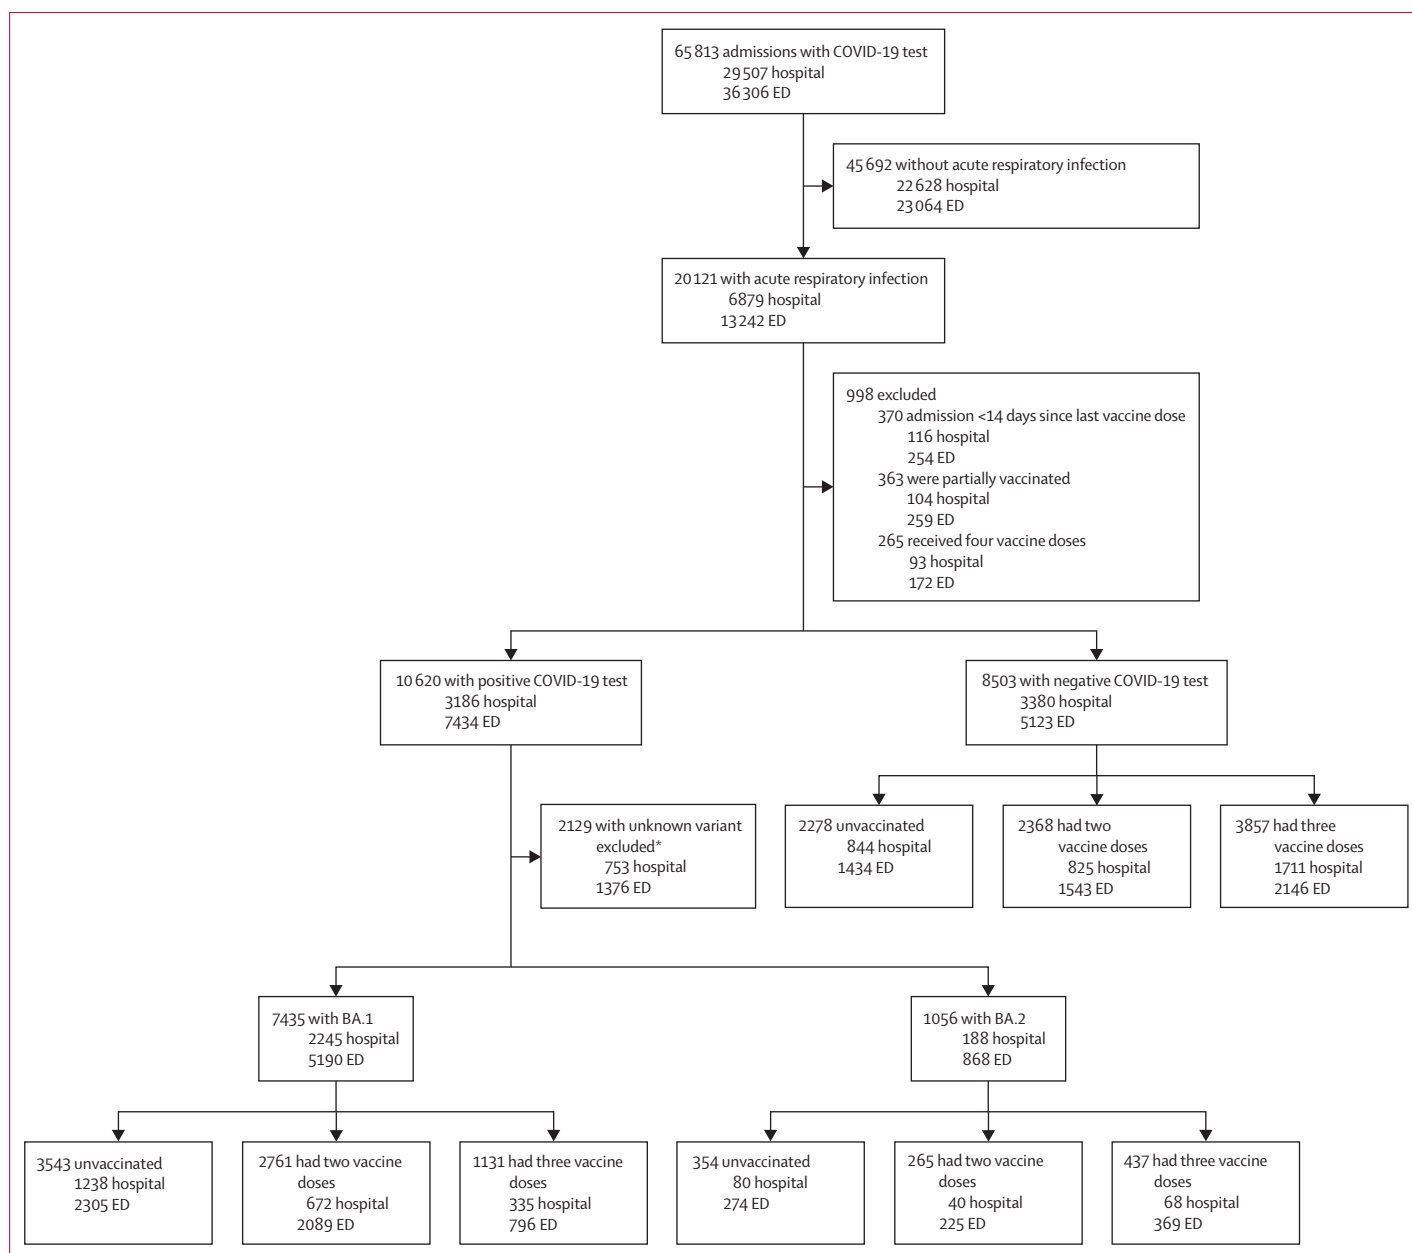 65 813 admissions with COVID-19 test
29 507 hospital
36 306 ED
45 692 without acute respiratory infection
22 628 hospital
23 064 ED
20 121 with acute respiratory infection
6879 hospital
13 242 ED
998 excluded
370 admission <14 days since last vaccine dose
116 hospital
254 ED
363 were partially vaccinated
104 hospital
259 ED
265 received four vaccine doses
93 hospital
172 ED
10 620 with positive COVID-19 test
3186 hospital
7434 ED
8503 with negative COVID-19 test
3380 hospital
5123 ED
2129 with unknown variant
excluded*
753 hospital
1376 ED
2278 unvaccinated
844 hospital
1434 ED
2368 had two
vaccine doses
825 hospital
1543 ED
3857 had three
vaccine doses
1711 hospital
2146 ED
7435 with BA.1
2245 hospital
5190 ED
1056 with BA.2
188 hospital
868 ED
3543 unvaccinated
1238 hospital
2305 ED
2761 had two vaccine
doses
672 hospital
2089 ED
1131 had three vaccine
doses
335 hospital
796 ED
354 unvaccinated
80 hospital
274 ED
265 had two vaccine
doses
40 hospital
225 ED
437 had three vaccine
doses
68 hospital
369 ED